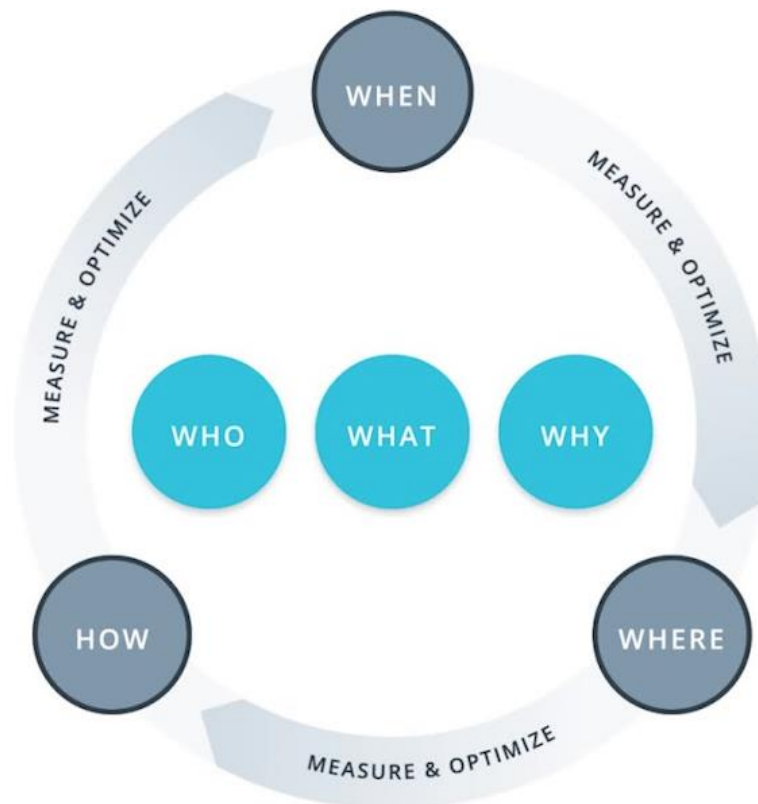 WHEN
MEASURE & OPTIMIZE
MEASURE & OPTIMIZE
WHO
WHAT
WHY
HOW
WHERE
MEASURE & OPTIMIZE